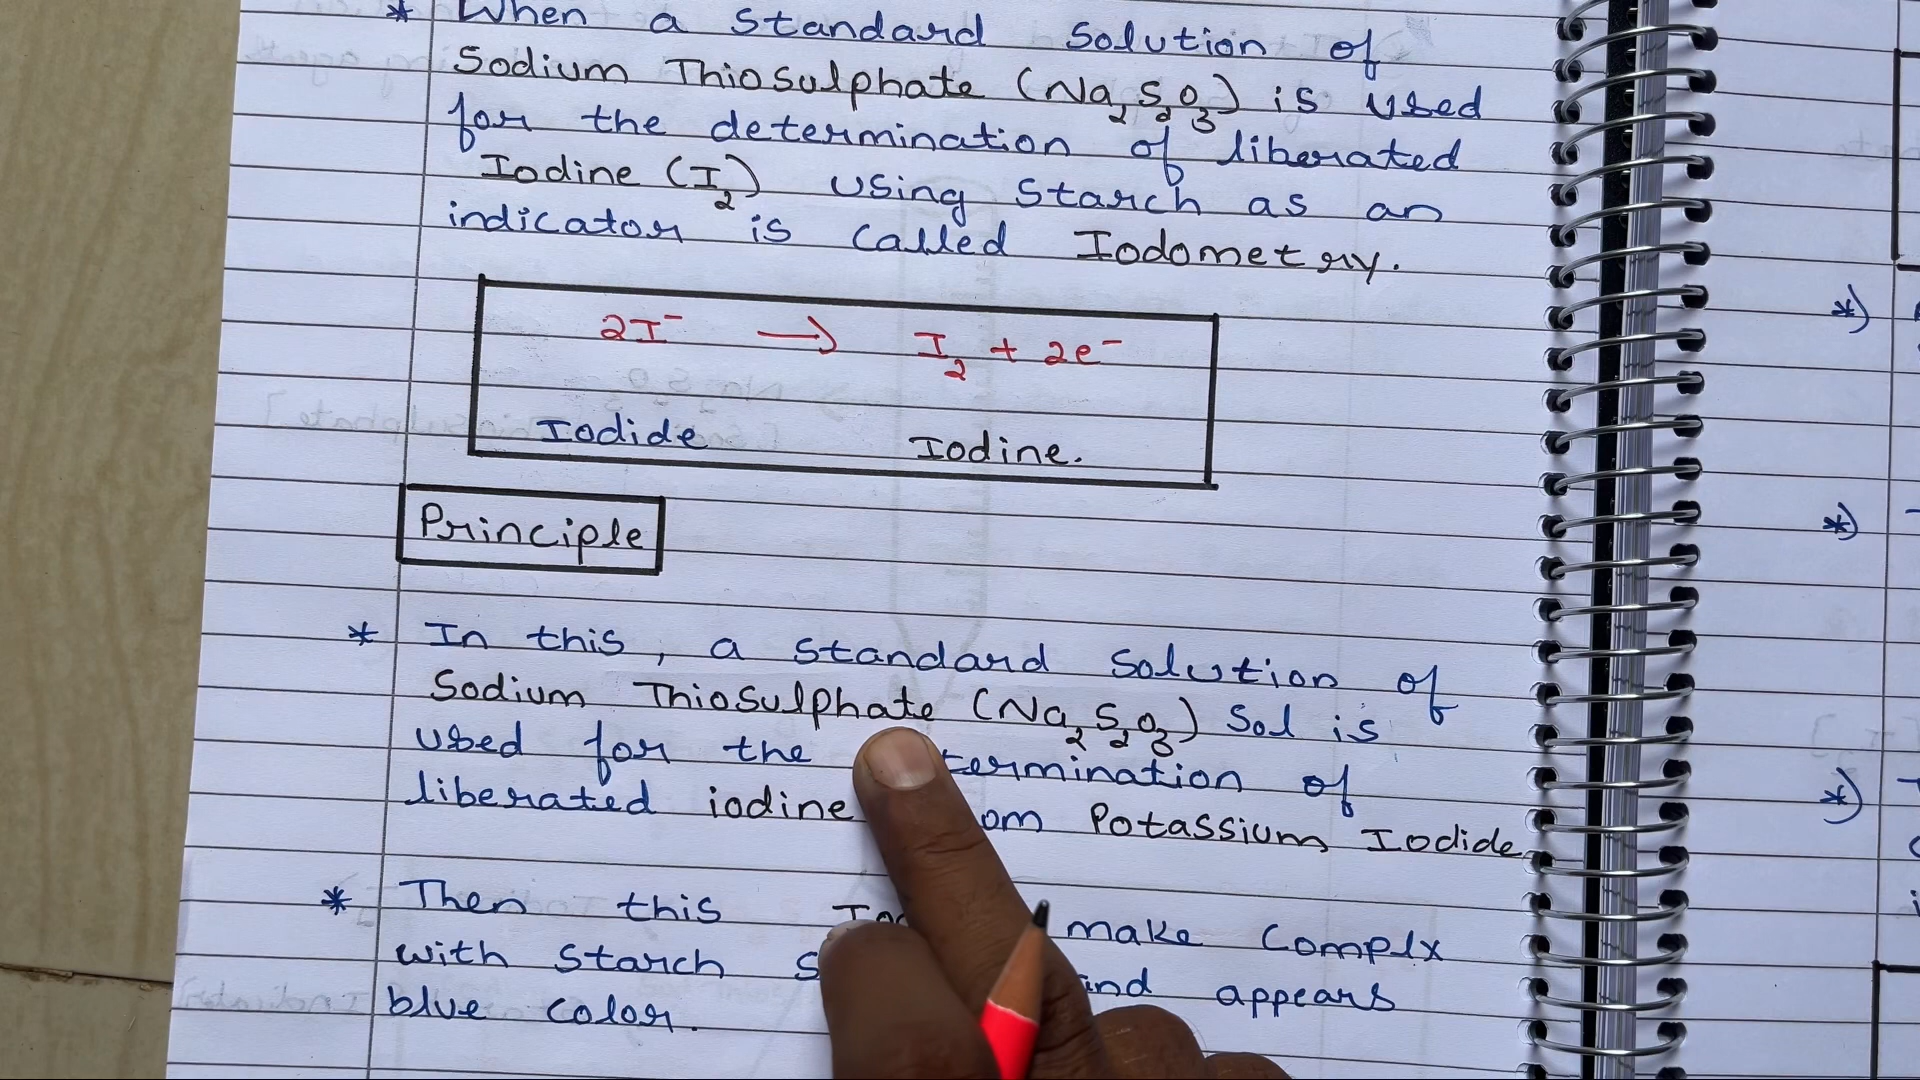 * When a standard solution of
Sodium Thiosulphate (Na2S2O3) is used
for the determination of liberated
Iodine (I2) using starch as an
indicator is called Iodometry.
2I⁻ → I2 + 2e⁻
Iodide Iodine.
Principle
* In this, a standard solution of
Sodium Thiosulphate (Na2S2O3) Sol is
used for the termination of
liberated iodine om Potassium Iodide
* Then this make Complx
with starch appears
blue color.
*)
*)
*)